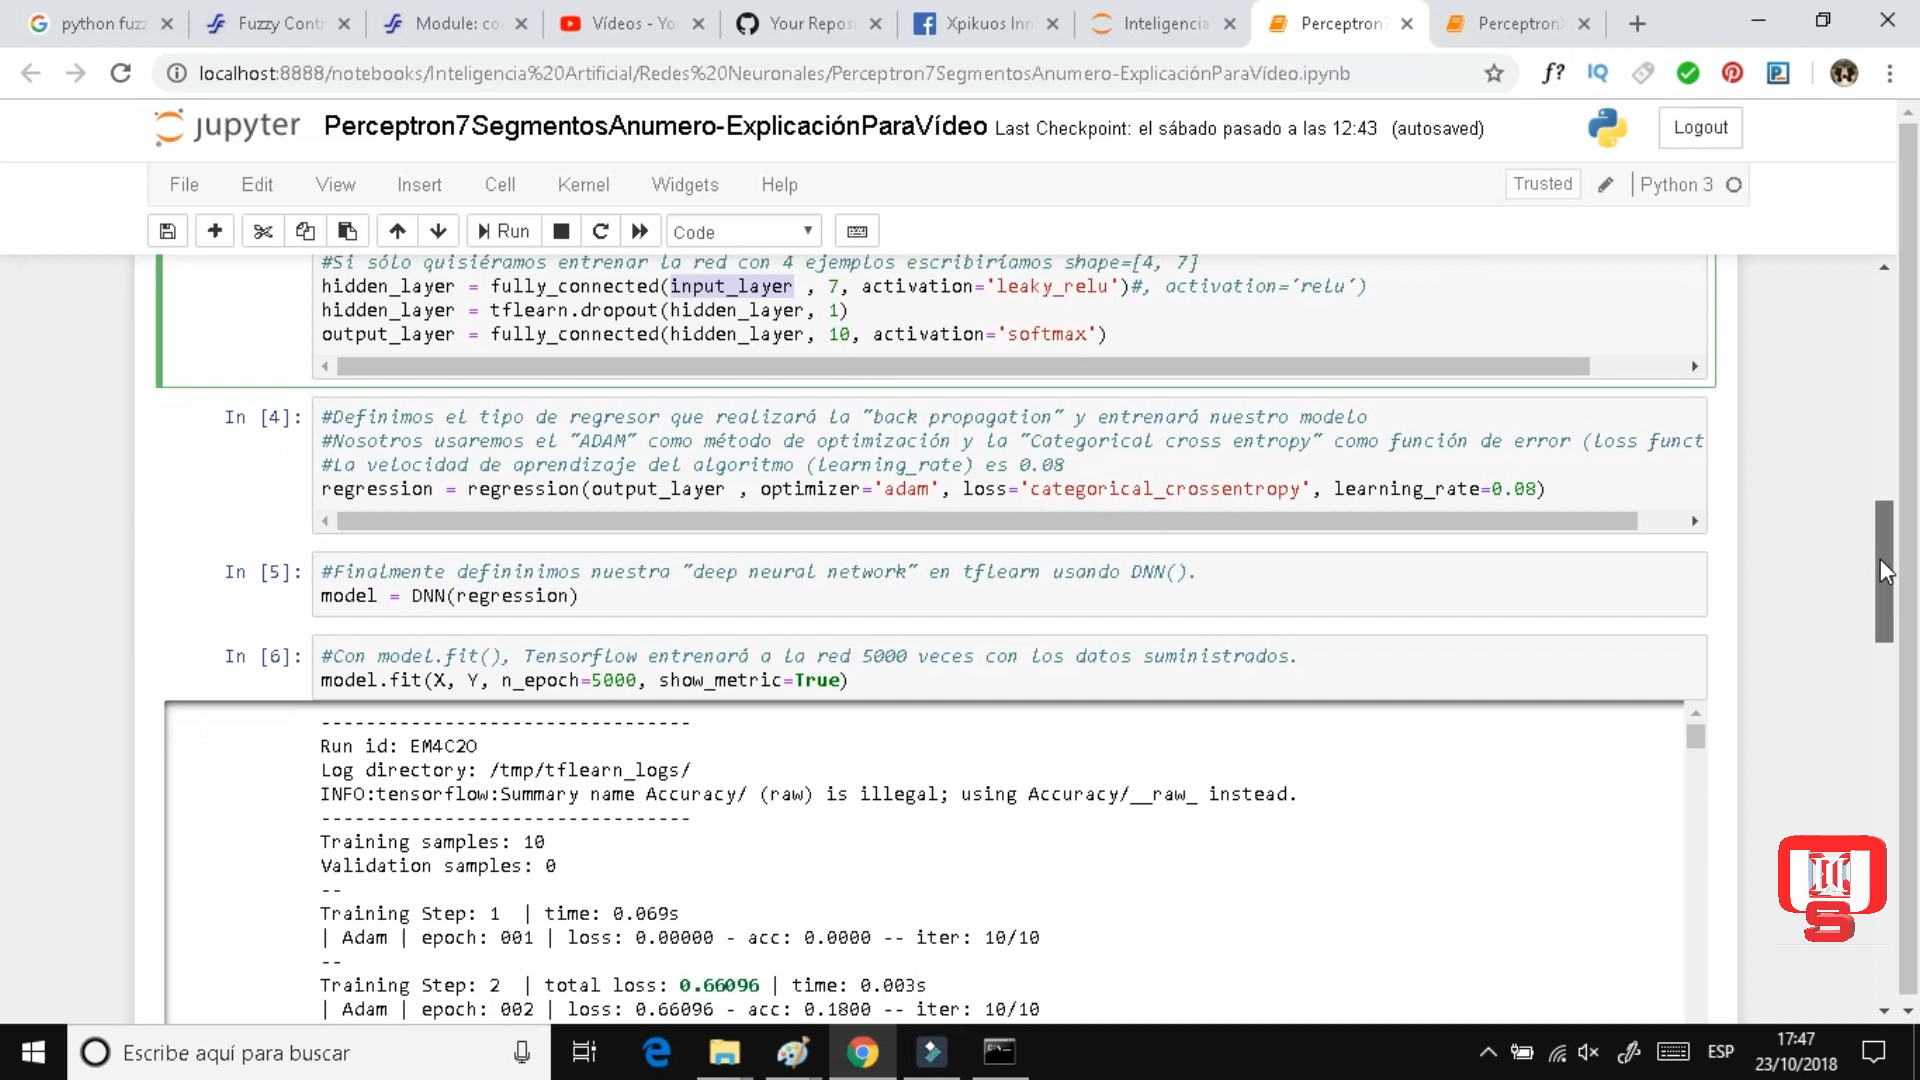 python fuzz
Fuzzy Contr
Module: co
Vídeos - Yo
Your Repos
Xpikuos Inn
Inteligencia
Perceptron7
Perceptron
localhost:8888/notebooks/Inteligencia%20Artificial/Redes%20Neuronales/Perceptron7SegmentosAnumero-ExplicaciónParaVídeo.ipynb
f?
IQ
jupyter
Perceptron7SegmentosAnumero-ExplicaciónParaVídeo
Last Checkpoint: el sábado pasado a las 12:43 (autosaved)
Logout
File Edit View Insert Cell Kernel Widgets Help
Trusted
Python 3
Run
Code
#Si sólo quisiéramos entrenar la red con 4 ejemplos escribiríamos shape=[4, 7]
hidden_layer = fully_connected(input_layer , 7, activation='leaky_relu')#, activation='relu')
hidden_layer = tflearn.dropout(hidden_layer, 1)
output_layer = fully_connected(hidden_layer, 10, activation='softmax')
In [4]:
#Definimos el tipo de regresor que realizará la "back propagation" y entrenará nuestro modelo
#Nosotros usaremos el "ADAM" como método de optimización y la "Categorical cross entropy" como función de error (loss funct
#La velocidad de aprendizaje del algoritmo (learning_rate) es 0.08
regression = regression(output_layer , optimizer='adam', loss='categorical_crossentropy', learning_rate=0.08)
In [5]:
#Finalmente defininimos nuestra "deep neural network" en tflearn usando DNN().
model = DNN(regression)
In [6]:
#Con model.fit(), Tensorflow entrenará a la red 5000 veces con los datos suministrados.
model.fit(X, Y, n_epoch=5000, show_metric=True)
---------------------------------
Run id: EM4C2O
Log directory: /tmp/tflearn_logs/
INFO:tensorflow:Summary name Accuracy/ (raw) is illegal; using Accuracy/__raw_ instead.
---------------------------------
Training samples: 10
Validation samples: 0
--
Training Step: 1 | time: 0.069s
| Adam | epoch: 001 | loss: 0.00000 - acc: 0.0000 -- iter: 10/10
--
Training Step: 2 | total loss: 0.66096 | time: 0.003s
| Adam | epoch: 002 | loss: 0.66096 - acc: 0.1800 -- iter: 10/10
Escribe aquí para buscar
ESP
17:47
23/10/2018